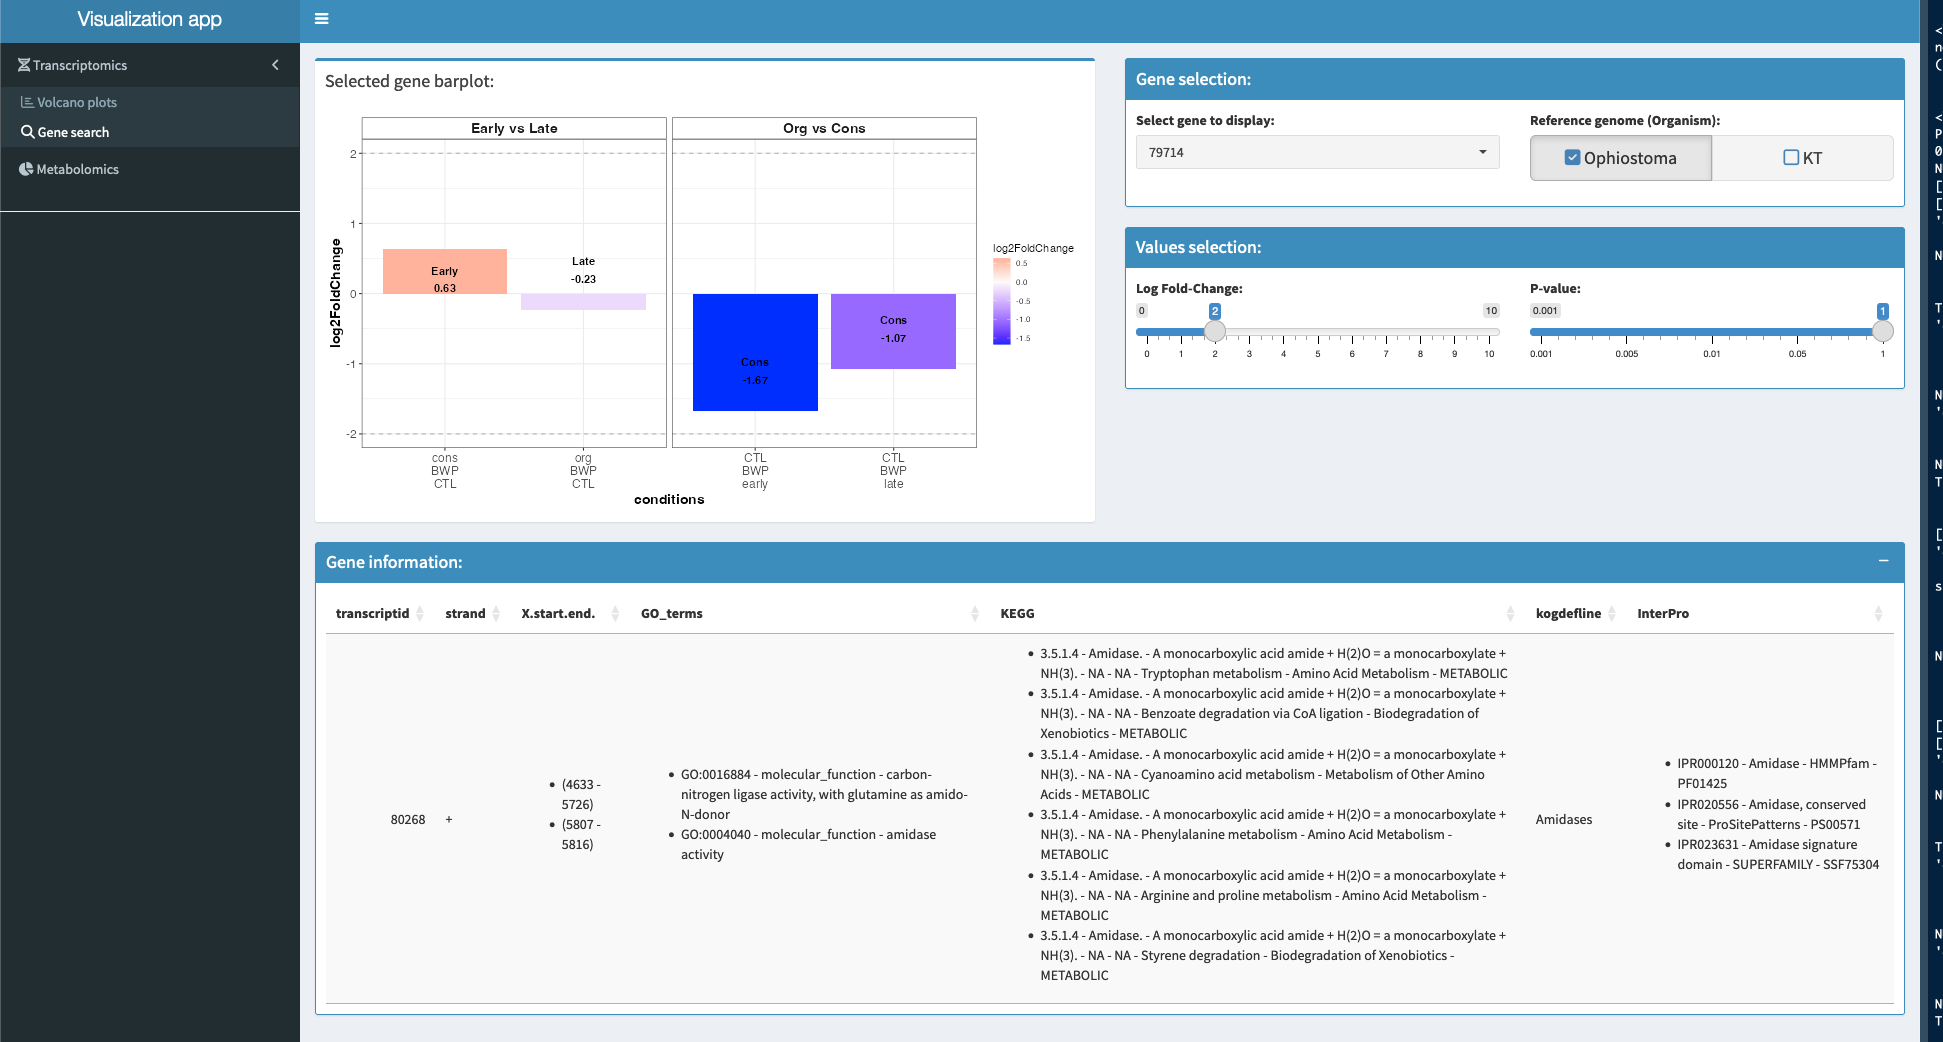 Visualization app
Transcriptomics
Volcano plots
Gene search
Metabolomics
Selected gene barplot:
Early vs Late
Org vs Cons
2
1
0
-1
-2
log2FoldChange
Early
0.63
Late
-0.23
Cons
-1.67
Cons
-1.07
cons
BWP
CTL
org
BWP
CTL
CTL
BWP
early
CTL
BWP
late
conditions
log2FoldChange
0.5
0.0
-0.5
-1.0
-1.5
Gene selection:
Select gene to display:
79714
Reference genome (Organism):
Ophiostoma
KT
Values selection:
Log Fold-Change:
0
2
10
0 1 2 3 4 5 6 7 8 9 10
P-value:
0.001
1
0.001 0.005 0.01 0.05 1
Gene information:
transcriptid strand X.start.end. GO_terms KEGG kogdefline InterPro
80268
+
(4633 -
5726)
(5807 -
5816)
GO:0016884 - molecular_function - carbon-
nitrogen ligase activity, with glutamine as amido-
N-donor
GO:0004040 - molecular_function - amidase
activity
3.5.1.4 - Amidase. - A monocarboxylic acid amide + H(2)O = a monocarboxylate +
NH(3). - NA - NA - Tryptophan metabolism - Amino Acid Metabolism - METABOLIC
3.5.1.4 - Amidase. - A monocarboxylic acid amide + H(2)O = a monocarboxylate +
NH(3). - NA - NA - Benzoate degradation via CoA ligation - Biodegradation of
Xenobiotics - METABOLIC
3.5.1.4 - Amidase. - A monocarboxylic acid amide + H(2)O = a monocarboxylate +
NH(3). - NA - NA - Cyanoamino acid metabolism - Metabolism of Other Amino
Acids - METABOLIC
3.5.1.4 - Amidase. - A monocarboxylic acid amide + H(2)O = a monocarboxylate +
NH(3). - NA - NA - Phenylalanine metabolism - Amino Acid Metabolism -
METABOLIC
3.5.1.4 - Amidase. - A monocarboxylic acid amide + H(2)O = a monocarboxylate +
NH(3). - NA - NA - Arginine and proline metabolism - Amino Acid Metabolism -
METABOLIC
3.5.1.4 - Amidase. - A monocarboxylic acid amide + H(2)O = a monocarboxylate +
NH(3). - NA - NA - Styrene degradation - Biodegradation of Xenobiotics -
METABOLIC
Amidases
IPR000120 - Amidase - HMMPfam -
PF01425
IPR020556 - Amidase, conserved
site - ProSitePatterns - PS00571
IPR023631 - Amidase signature
domain - SUPERFAMILY - SSF75304